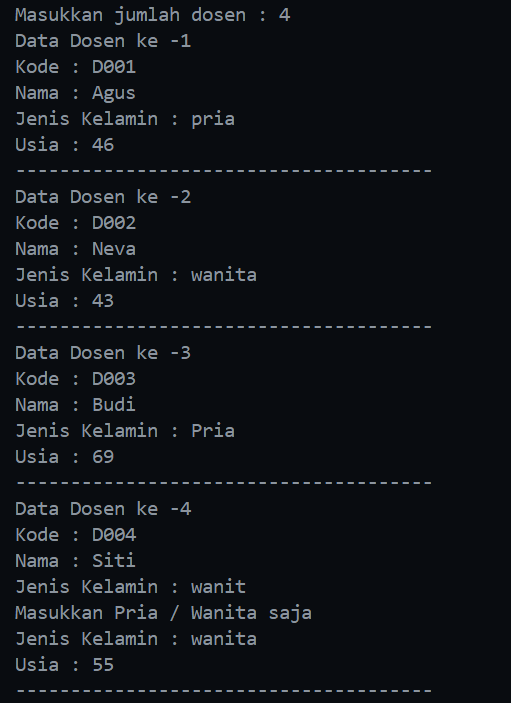 Masukkan jumlah dosen : 4
Data Dosen ke -1
Kode : D001
Nama : Agus
Jenis Kelamin : pria
Usia : 46
--------------------------------------
Data Dosen ke -2
Kode : D002
Nama : Neva
Jenis Kelamin : wanita
Usia : 43
--------------------------------------
Data Dosen ke -3
Kode : D003
Nama : Budi
Jenis Kelamin : Pria
Usia : 69
--------------------------------------
Data Dosen ke -4
Kode : D004
Nama : Siti
Jenis Kelamin : wanit
Masukkan Pria / Wanita saja
Jenis Kelamin : wanita
Usia : 55
--------------------------------------